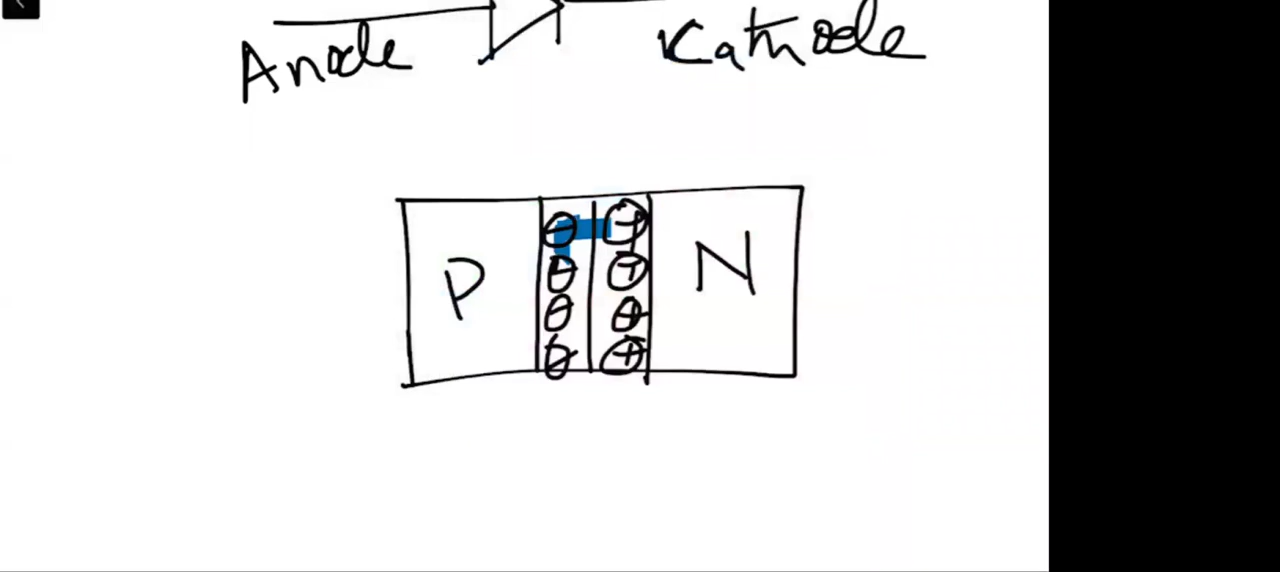 Anode Kathode
P - + N
- +
- +
- +